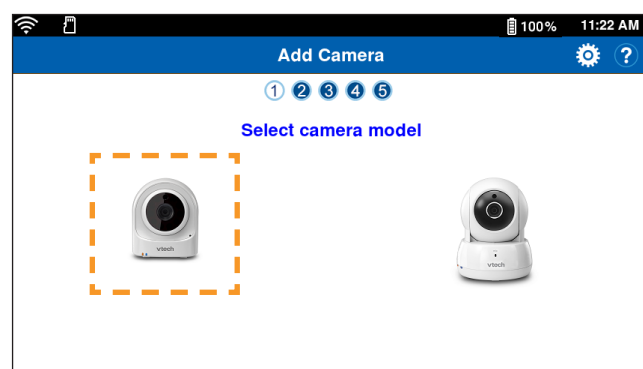 100% 11:22 AM
Add Camera
?
1 2 3 4 5
Select camera model
vtech
vtech